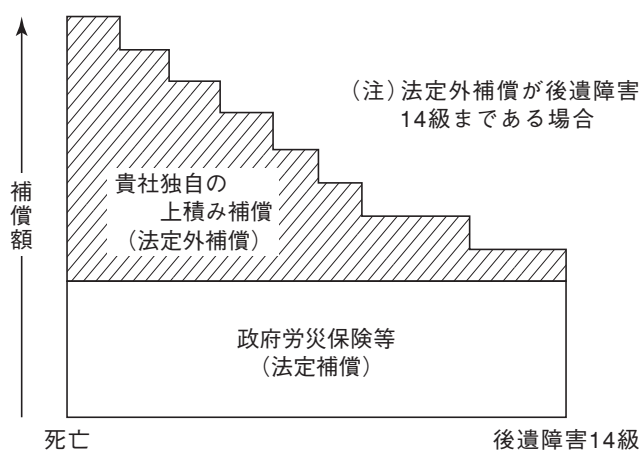 (注)法定外補償が後遺障害
14級まである場合
補償額
貴社独自の
上積み補償
(法定外補償)
政府労災保険等
(法定補償)
死亡
後遺障害14級